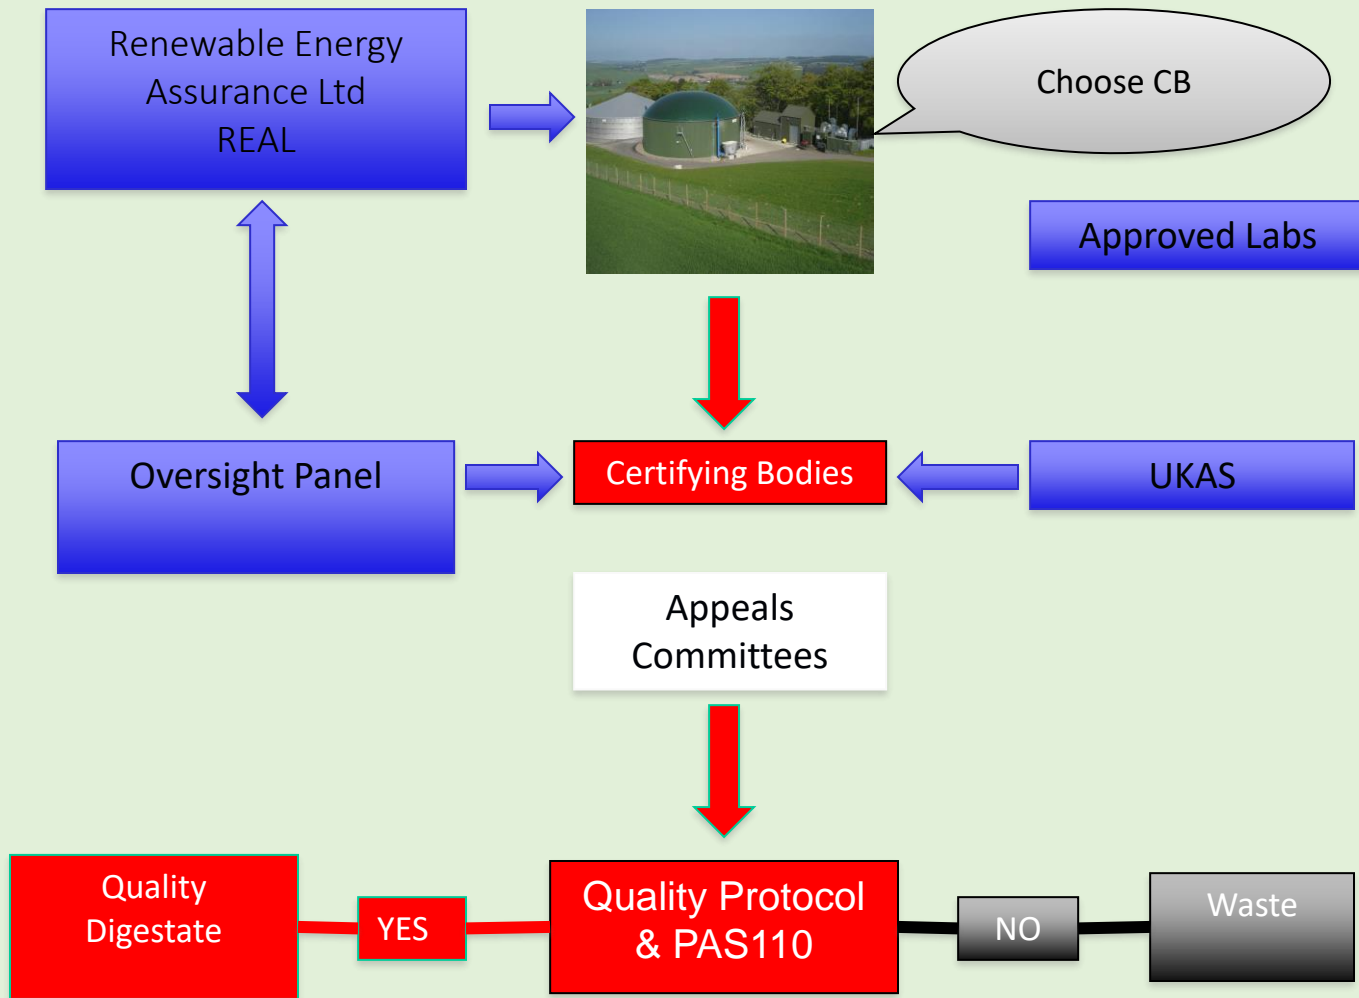 Renewable Energy
Assurance Ltd
REAL
Choose CB
Approved Labs
Oversight Panel
Certifying Bodies
UKAS
Appeals
Committees
Quality
Digestate
YES
Quality Protocol
& PAS110
NO
Waste